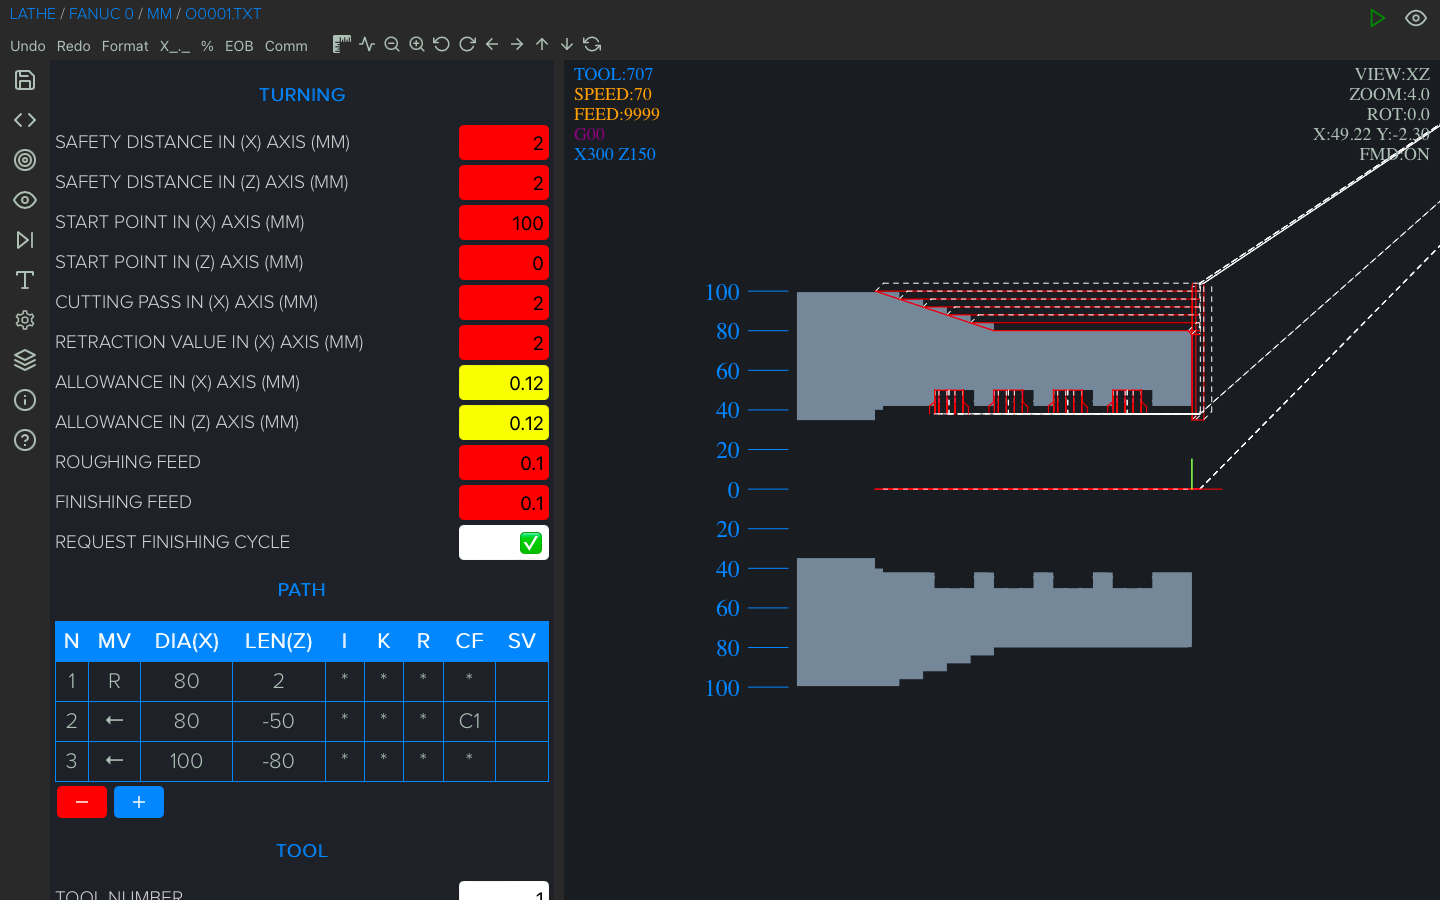 LATHE / FANUC 0 / MM / O0001.TXT
Undo Redo Format X_._ % EOB Comm
TURNING
SAFETY DISTANCE IN (X) AXIS (MM) 2
SAFETY DISTANCE IN (Z) AXIS (MM) 2
START POINT IN (X) AXIS (MM) 100
START POINT IN (Z) AXIS (MM) 0
CUTTING PASS IN (X) AXIS (MM) 2
RETRACTION VALUE IN (X) AXIS (MM) 2
ALLOWANCE IN (X) AXIS (MM) 0.12
ALLOWANCE IN (Z) AXIS (MM) 0.12
ROUGHING FEED 0.1
FINISHING FEED 0.1
REQUEST FINISHING CYCLE ✅
PATH
N MV DIA(X) LEN(Z) I K R CF SV
1 R 80 2 * * * *
2 ← 80 -50 * * * C1
3 ← 100 -80 * * * *
− +
TOOL
TOOL NUMBER 1
TOOL:707
SPEED:70
FEED:9999
G00
X300 Z150
VIEW:XZ
ZOOM:4.0
ROT:0.0
X:49.22 Y:-2.30
FMD:ON
100
80
60
40
20
0
20
40
60
80
100